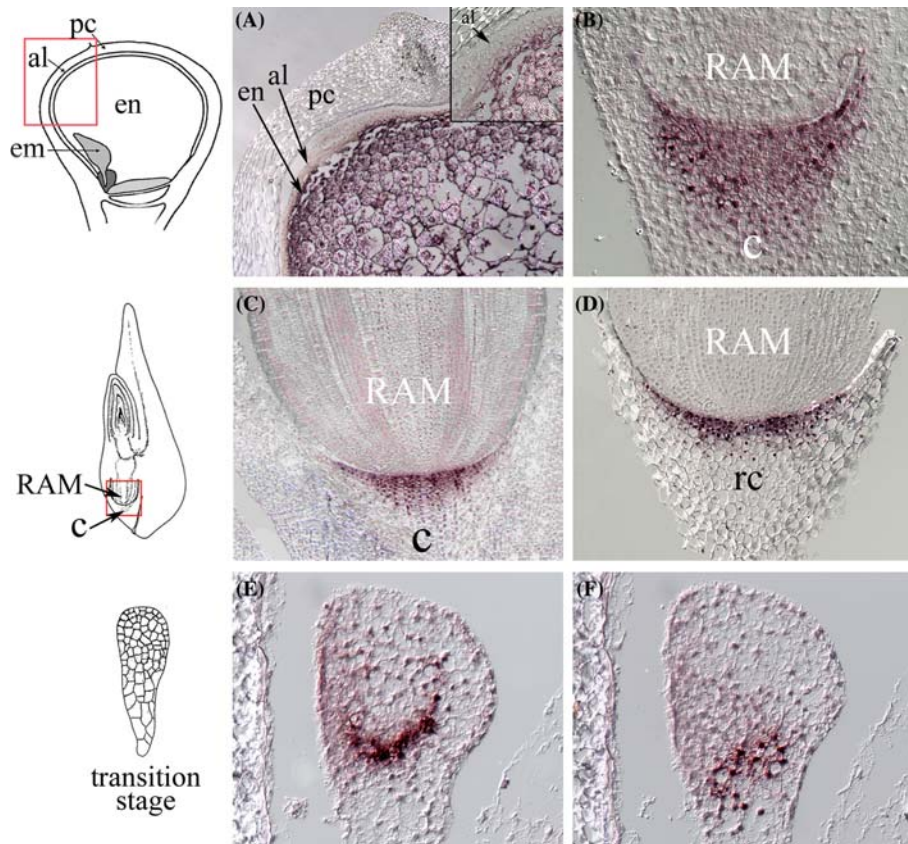 pc
al
en
em
(A)
al
al
en
pc
(B)
RAM
c
RAM
c
(C)
RAM
c
(D)
RAM
rc
transition
stage
(E)
(F)